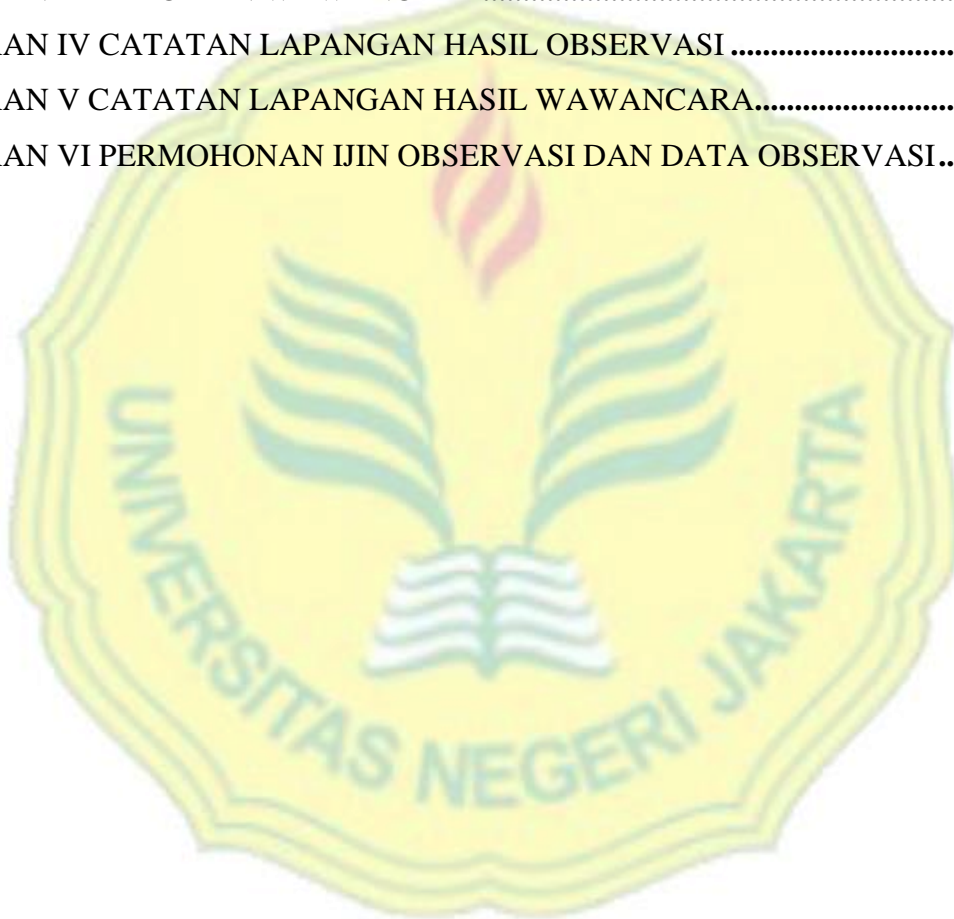 AN IV CATATAN LAPANGAN HASIL OBSERVASI ............................
AN V CATATAN LAPANGAN HASIL WAWANCARA.........................
AN VI PERMOHONAN IJIN OBSERVASI DAN DATA OBSERVASI ..
UNIVERSITAS NEGERI JAKARTA